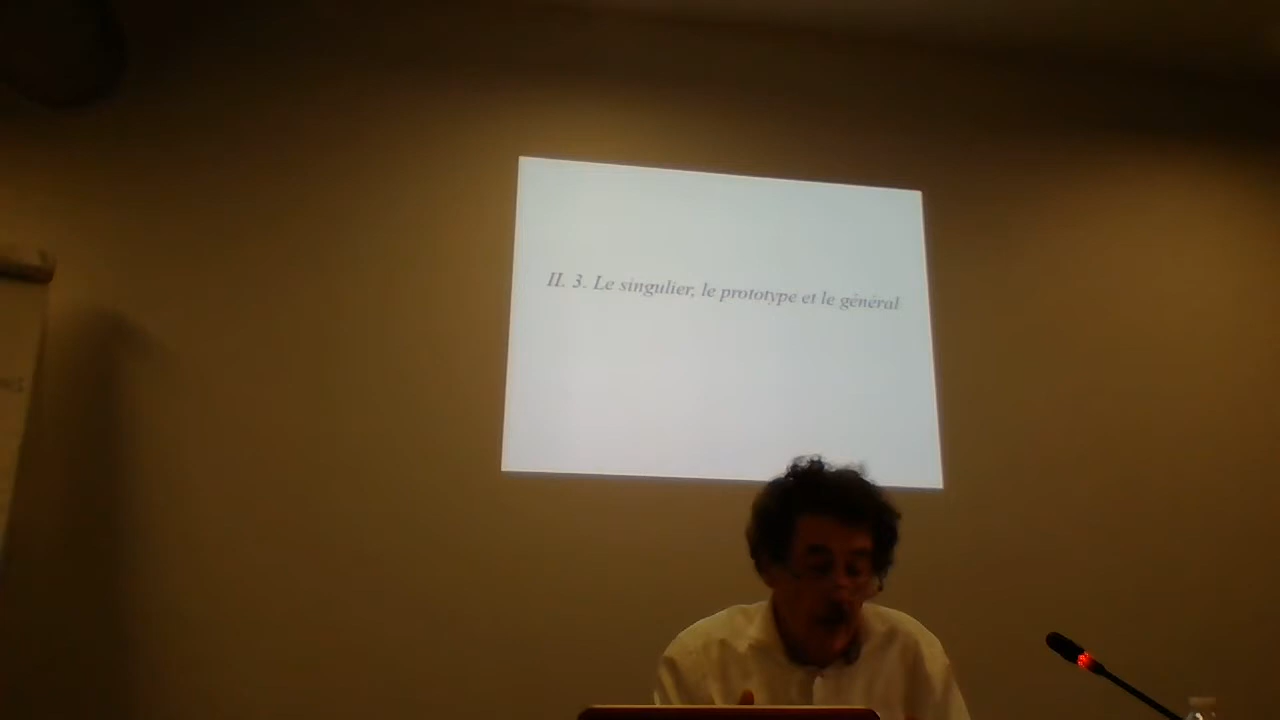 II. 3. Le singulier, le prototype et le général